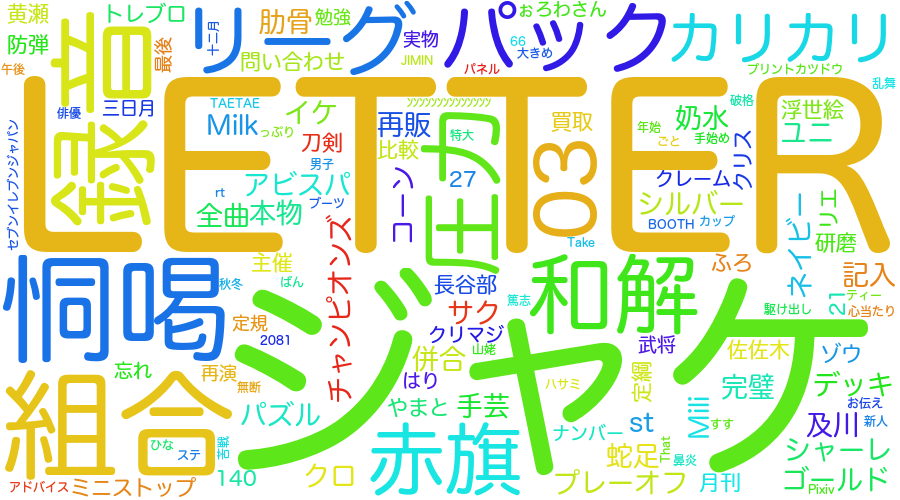 黄瀬
トレブロ
十二月
リーグ
肋骨
勉強
パック
ぉろわさん
カリカリ
防弾
最後
問い合わせ
実物
JIMIN
66
大きめ
午後
録音
パネル
プリントカツドウ
乱舞
LETTER
俳優
三日月
TAETAE
イケ
ｿｿｿｿｿｿｿｿｿｿｿｿｿｿｿ
破格
浮世絵
セブンイレブンジャパン
Milk
っぷり
再販
特大
買取
年始
奶水
ユニ
刀剣
比較
圧力
03
ごと
手始め
クリス
男子
アビスパ
27
クレーム
rt
ブーツ
コーン
シルバー
ネイビー
リエ
全曲
本物
BOOTH
カップ
研磨
チャンピオンズ
Take
恫喝
主催
ジャケ
和解
ふろ
記入
秋冬
ばん
長谷部
篤志
21
ティー
心当たり
定規
サク
駆け出し
2081
クリマジ
武将
佐佐木
ゾウ
忘れ
再演
併合
山姥
組合
無断
はり
ハサミ
定綱
完璧
デッキ
パズル
やまと
手芸
お伝え
赤旗
st
Mili
すす
及川
新人
ひな
ステ
苦戦
ナンバー
That
蛇足
鼻炎
シャーレ
140
クロ
アドバイス
ミニストップ
プレーオフ
月刊
Pixiv
ゴールド